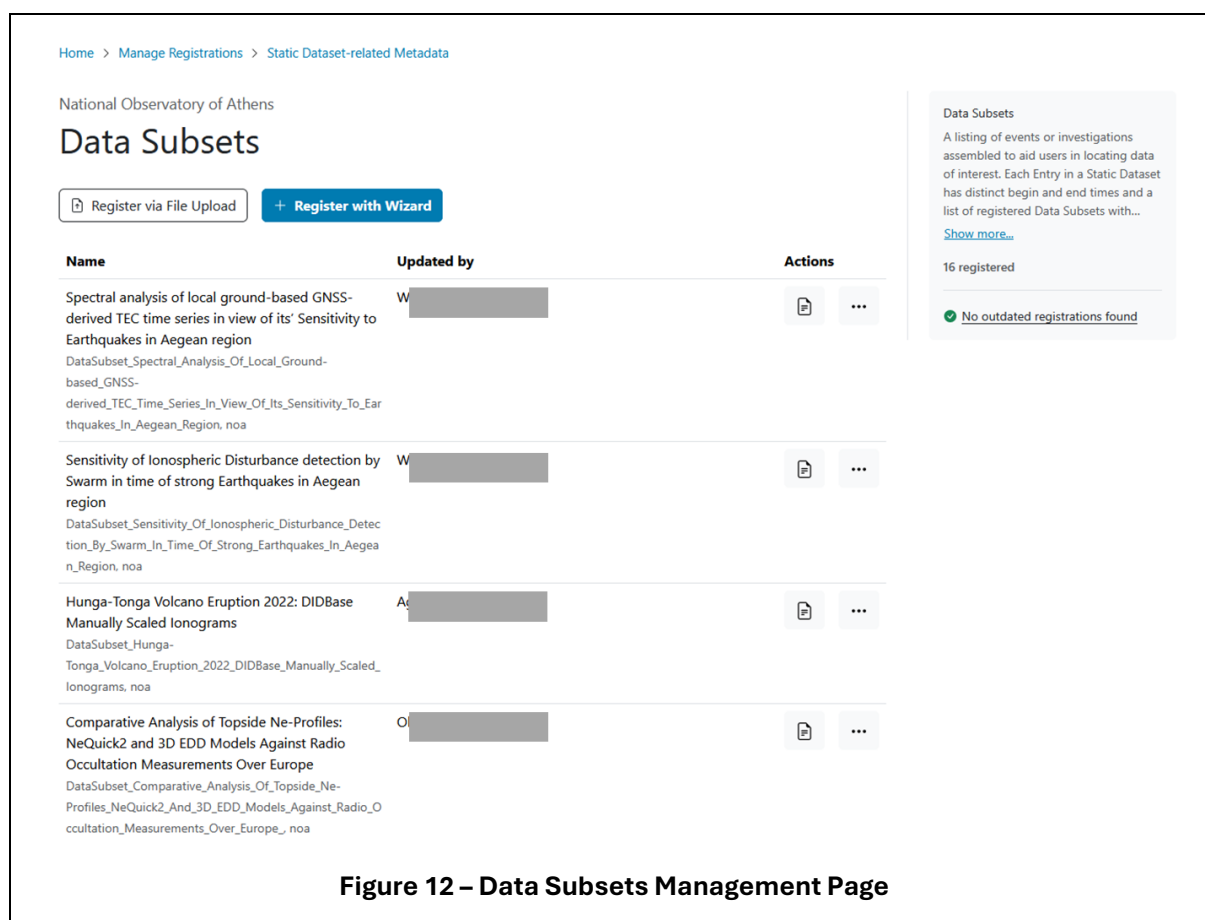 Home > Manage Registrations > Static Dataset-related Metadata
National Observatory of Athens
Data Subsets
Register via File Upload
+ Register with Wizard
Name Updated by Actions
Spectral analysis of local ground-based GNSS-
derived TEC time series in view of its' Sensitivity to
Earthquakes in Aegean region
DataSubset_Spectral_Analysis_Of_Local_Ground-
based_GNSS-
derived_TEC_Time_Series_In_View_Of_Its_Sensitivity_To_Ear
thquakes_In_Aegean_Region, noa
W
Sensitivity of Ionospheric Disturbance detection by
Swarm in time of strong Earthquakes in Aegean
region
DataSubset_Sensitivity_Of_Ionospheric_Disturbance_Detec
tion_By_Swarm_In_Time_Of_Strong_Earthquakes_In_Aegea
n_Region, noa
W
Hunga-Tonga Volcano Eruption 2022: DIDBase
Manually Scaled Ionograms
DataSubset_Hunga-
Tonga_Volcano_Eruption_2022_DIDBase_Manually_Scaled_
Ionograms, noa
Comparative Analysis of Topside Ne-Profiles:
NeQuick2 and 3D EDD Models Against Radio
Occultation Measurements Over Europe
DataSubset_Comparative_Analysis_Of_Topside_Ne-
Profiles_NeQuick2_And_3D_EDD_Models_Against_Radio_O
ccultation_Measurements_Over_Europe_, noa
Data Subsets
A listing of events or investigations
assembled to aid users in locating data
of interest. Each Entry in a Static Dataset
has distinct begin and end times and a
list of registered Data Subsets with...
Show more...
16 registered
No outdated registrations found
Figure 12 – Data Subsets Management Page